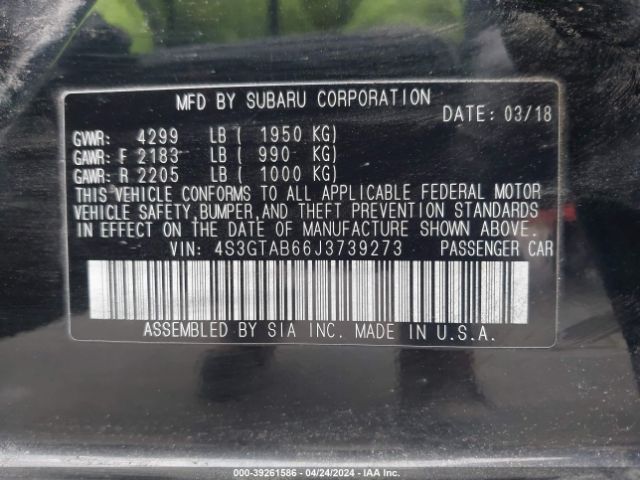 MFD BY SUBARU CORPORATION
DATE: 03/18
GVWR: 4299 LB ( 1950 KG)
GAWR: F 2183 LB ( 990 KG)
GAWR: R 2205 LB ( 1000 KG)
THIS VEHICLE CONFORMS TO ALL APPLICABLE FEDERAL MOTOR
VEHICLE SAFETY, BUMPER, AND THEFT PREVENTION STANDARDS
IN EFFECT ON THE DATE OF MANUFACTURE SHOWN ABOVE.
VIN: 4S3GTAB66J3739273 PASSENGER CAR
ASSEMBLED BY SIA INC. MADE IN U.S.A.
000-39261586 - 04/24/2024 - IAA Inc.